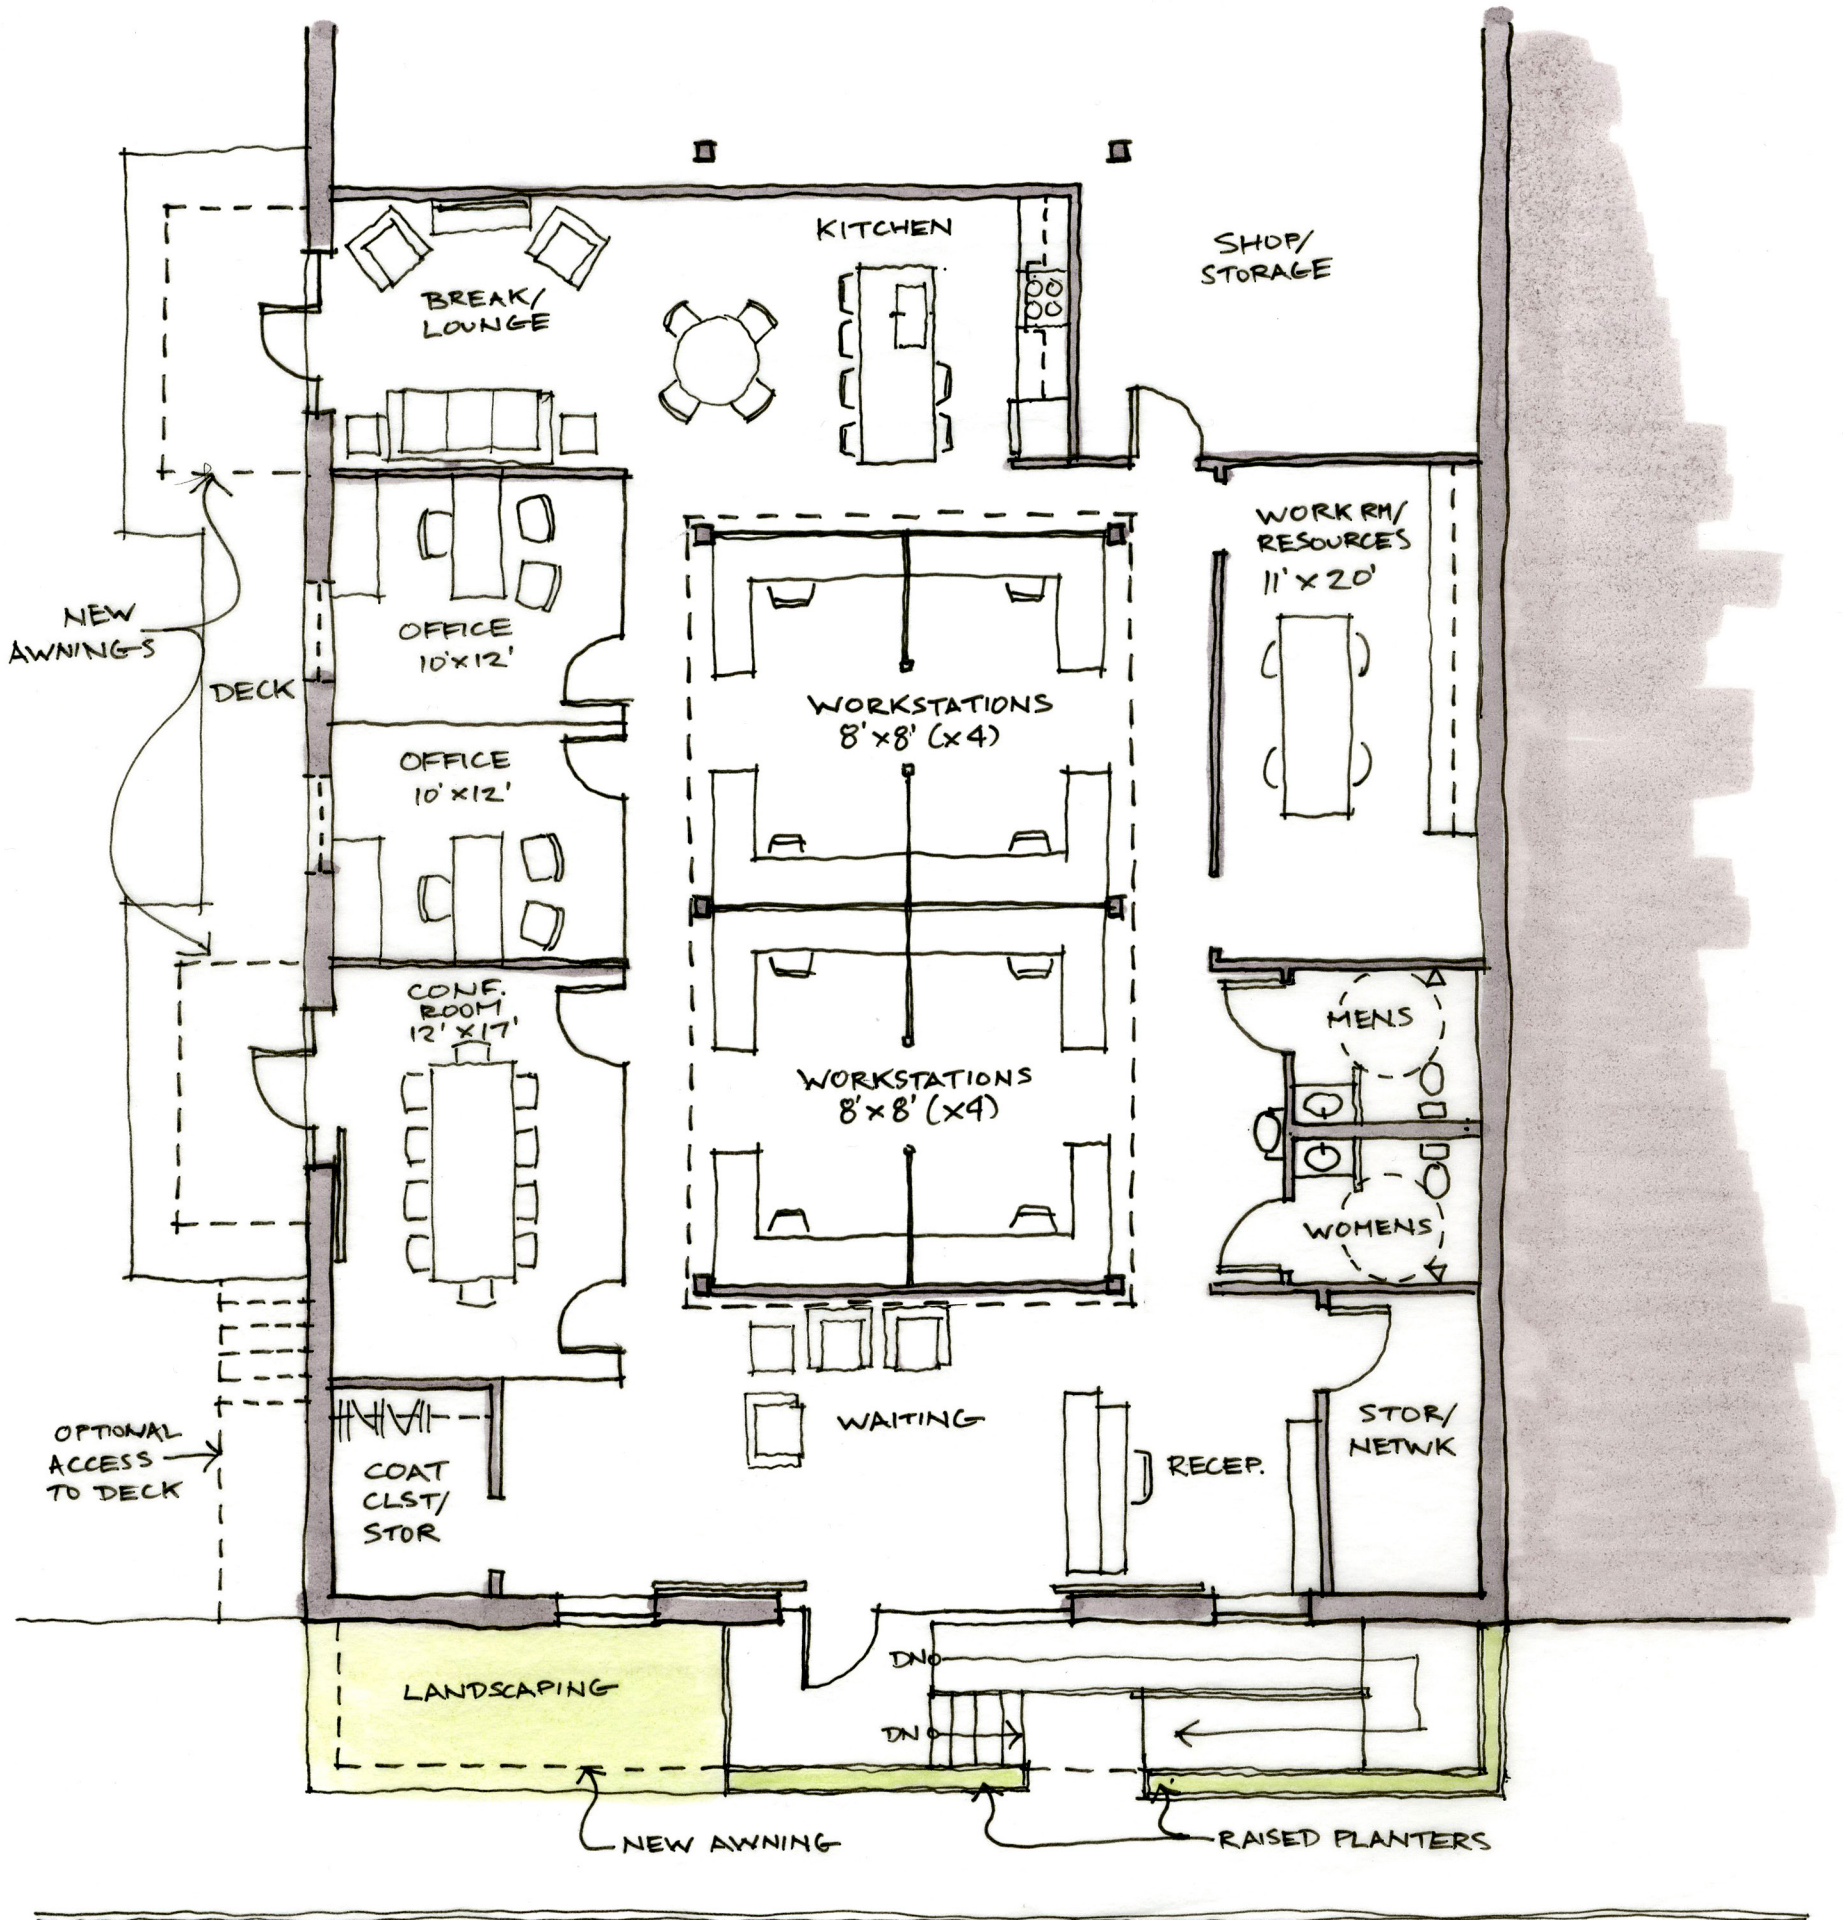 KITCHEN
SHOP/
STORAGE
BREAK/
LOUNGE
WORK RM/
RESOURCES
11' x 20'
NEW
AWNINGS
OFFICE
10'x12'
DECK
WORKSTATIONS
8'x8' (x4)
OFFICE
10'x12'
CONF.
ROOM
12' x17'
MENS
WORKSTATIONS
8'x8' (x4)
WOMENS
OPTIONAL
ACCESS
TO DECK
WAITING
STOR/
NETWK
RECEP.
COAT
CLST/
STOR
DN
LANDSCAPING
DN
NEW AWNING
RAISED PLANTERS